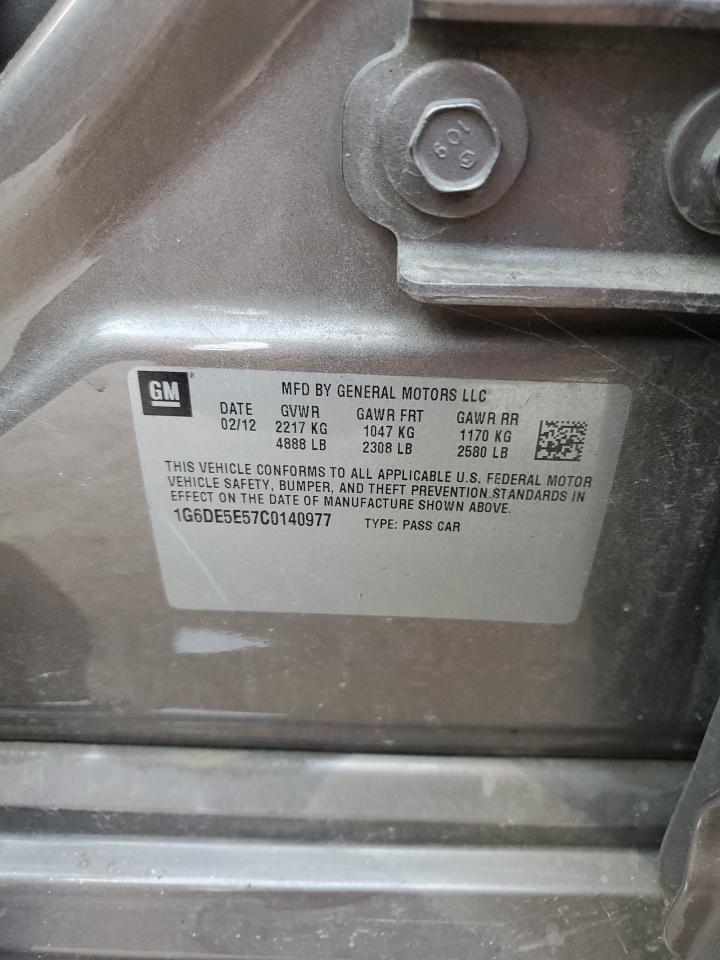 109
GM ®
MFD BY GENERAL MOTORS LLC
DATE GVWR GAWR FRT GAWR RR
02/12 2217 KG 1047 KG 1170 KG
4888 LB 2308 LB 2580 LB
THIS VEHICLE CONFORMS TO ALL APPLICABLE U.S. FEDERAL MOTOR
VEHICLE SAFETY, BUMPER, AND THEFT PREVENTION STANDARDS IN
EFFECT ON THE DATE OF MANUFACTURE SHOWN ABOVE.
1G6DE5E57C0140977 TYPE: PASS CAR